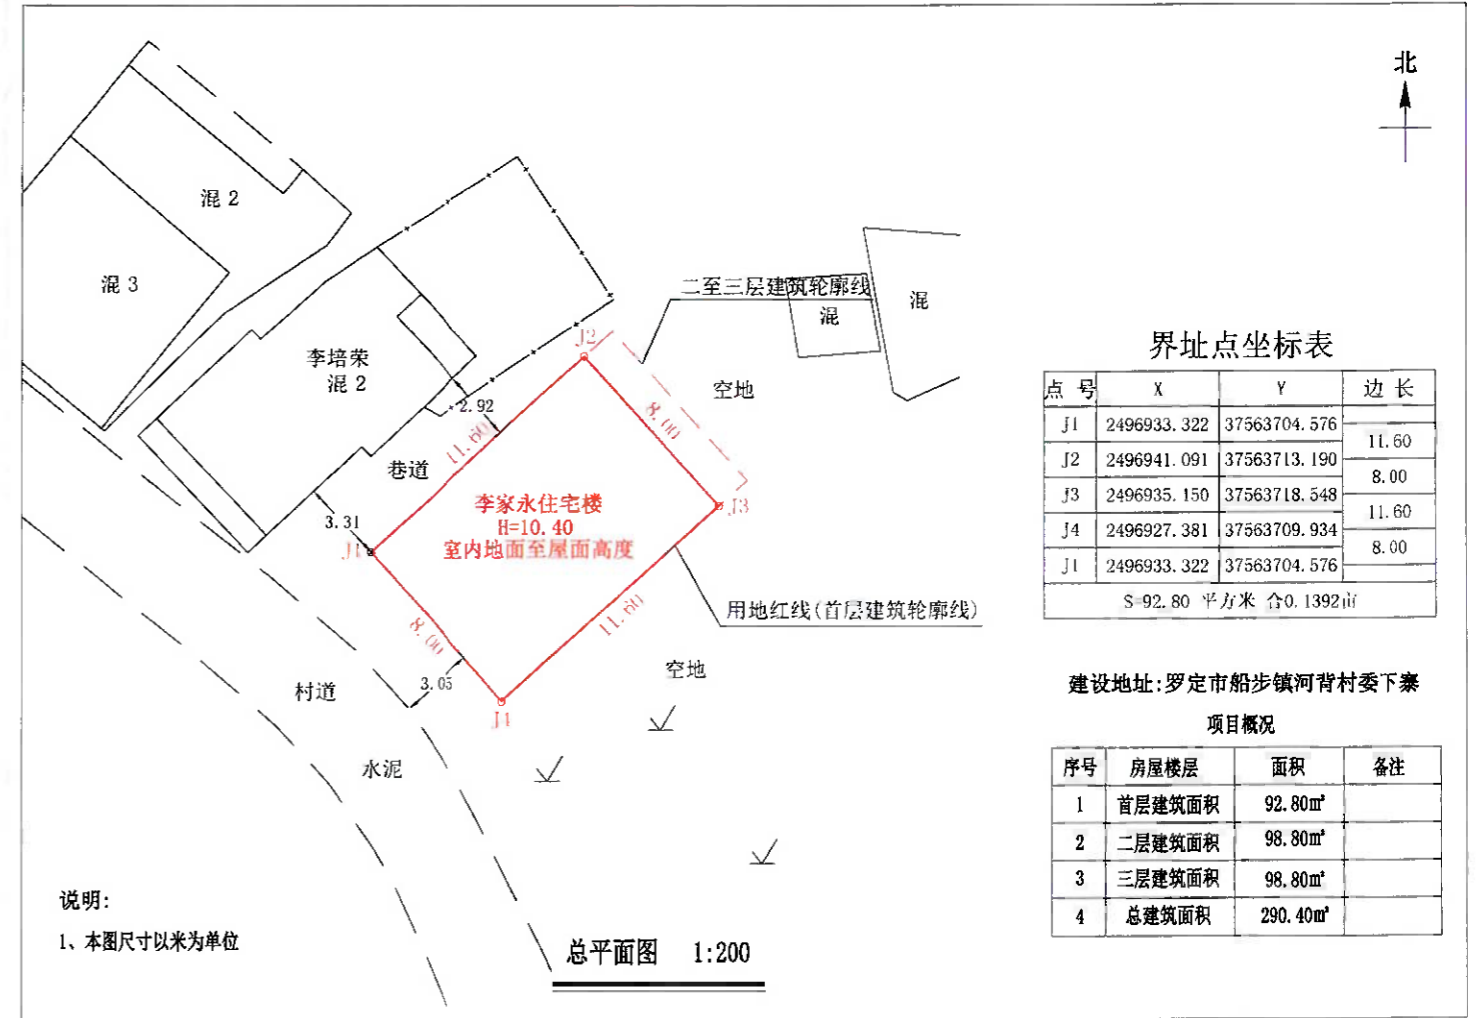 北
混 2
混 3
二至三层建筑轮廓线
混
混
J2
李培荣
混 2
空地
2.92
8.00
11.60
巷道
李家永住宅楼
H=10.40
室内地面至屋面高度
3.31
J1
J3
用地红线(首层建筑轮廓线)
11.60
8.00
3.05
空地
村道
J4
水泥
界址点坐标表
点 号 X Y 边 长
J1 2496933.322 37563704.576
11.60
J2 2496941.091 37563713.190
8.00
J3 2496935.150 37563718.548
11.60
J4 2496927.381 37563709.934
8.00
J1 2496933.322 37563704.576
S=92.80 平方米 合0.1392亩
建设地址:罗定市船步镇河背村委下寨
项目概况
序号 房屋楼层 面积 备注
1 首层建筑面积 92.80㎡
2 二层建筑面积 98.80㎡
3 三层建筑面积 98.80㎡
4 总建筑面积 290.40㎡
说明:
1、本图尺寸以米为单位
总平面图 1:200